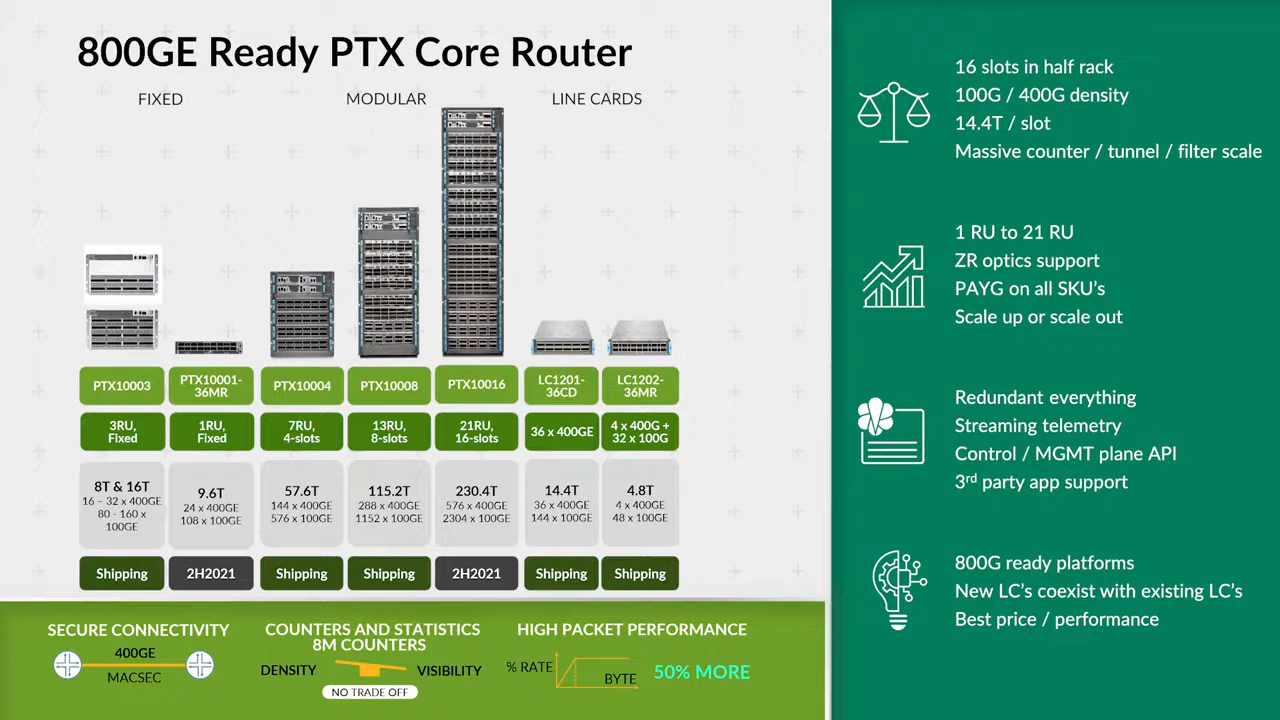 800GE Ready PTX Core Router
FIXED
MODULAR
LINE CARDS
PTX10003
PTX10001-
36MR
PTX10004
PTX10008
PTX10016
LC1201-
36CD
LC1202-
36MR
3RU,
Fixed
1RU,
Fixed
7RU,
4-slots
13RU,
8-slots
21RU,
16-slots
36 x 400GE
4 x 400G +
32 x 100G
8T & 16T
16 – 32 x 400GE
80 - 160 x
100GE
9.6T
24 x 400GE
108 x 100GE
57.6T
144 x 400GE
576 x 100GE
115.2T
288 x 400GE
1152 x 100GE
230.4T
576 x 400GE
2304 x 100GE
14.4T
36 x 400GE
144 x 100GE
4.8T
4 x 400GE
48 x 100GE
Shipping
2H2021
Shipping
Shipping
2H2021
Shipping
Shipping
SECURE CONNECTIVITY
400GE
MACSEC
COUNTERS AND STATISTICS
8M COUNTERS
DENSITY
VISIBILITY
NO TRADE OFF
HIGH PACKET PERFORMANCE
% RATE
BYTE
50% MORE
16 slots in half rack
100G / 400G density
14.4T / slot
Massive counter / tunnel / filter scale
1 RU to 21 RU
ZR optics support
PAYG on all SKU's
Scale up or scale out
Redundant everything
Streaming telemetry
Control / MGMT plane API
3rd party app support
800G ready platforms
New LC's coexist with existing LC's
Best price / performance